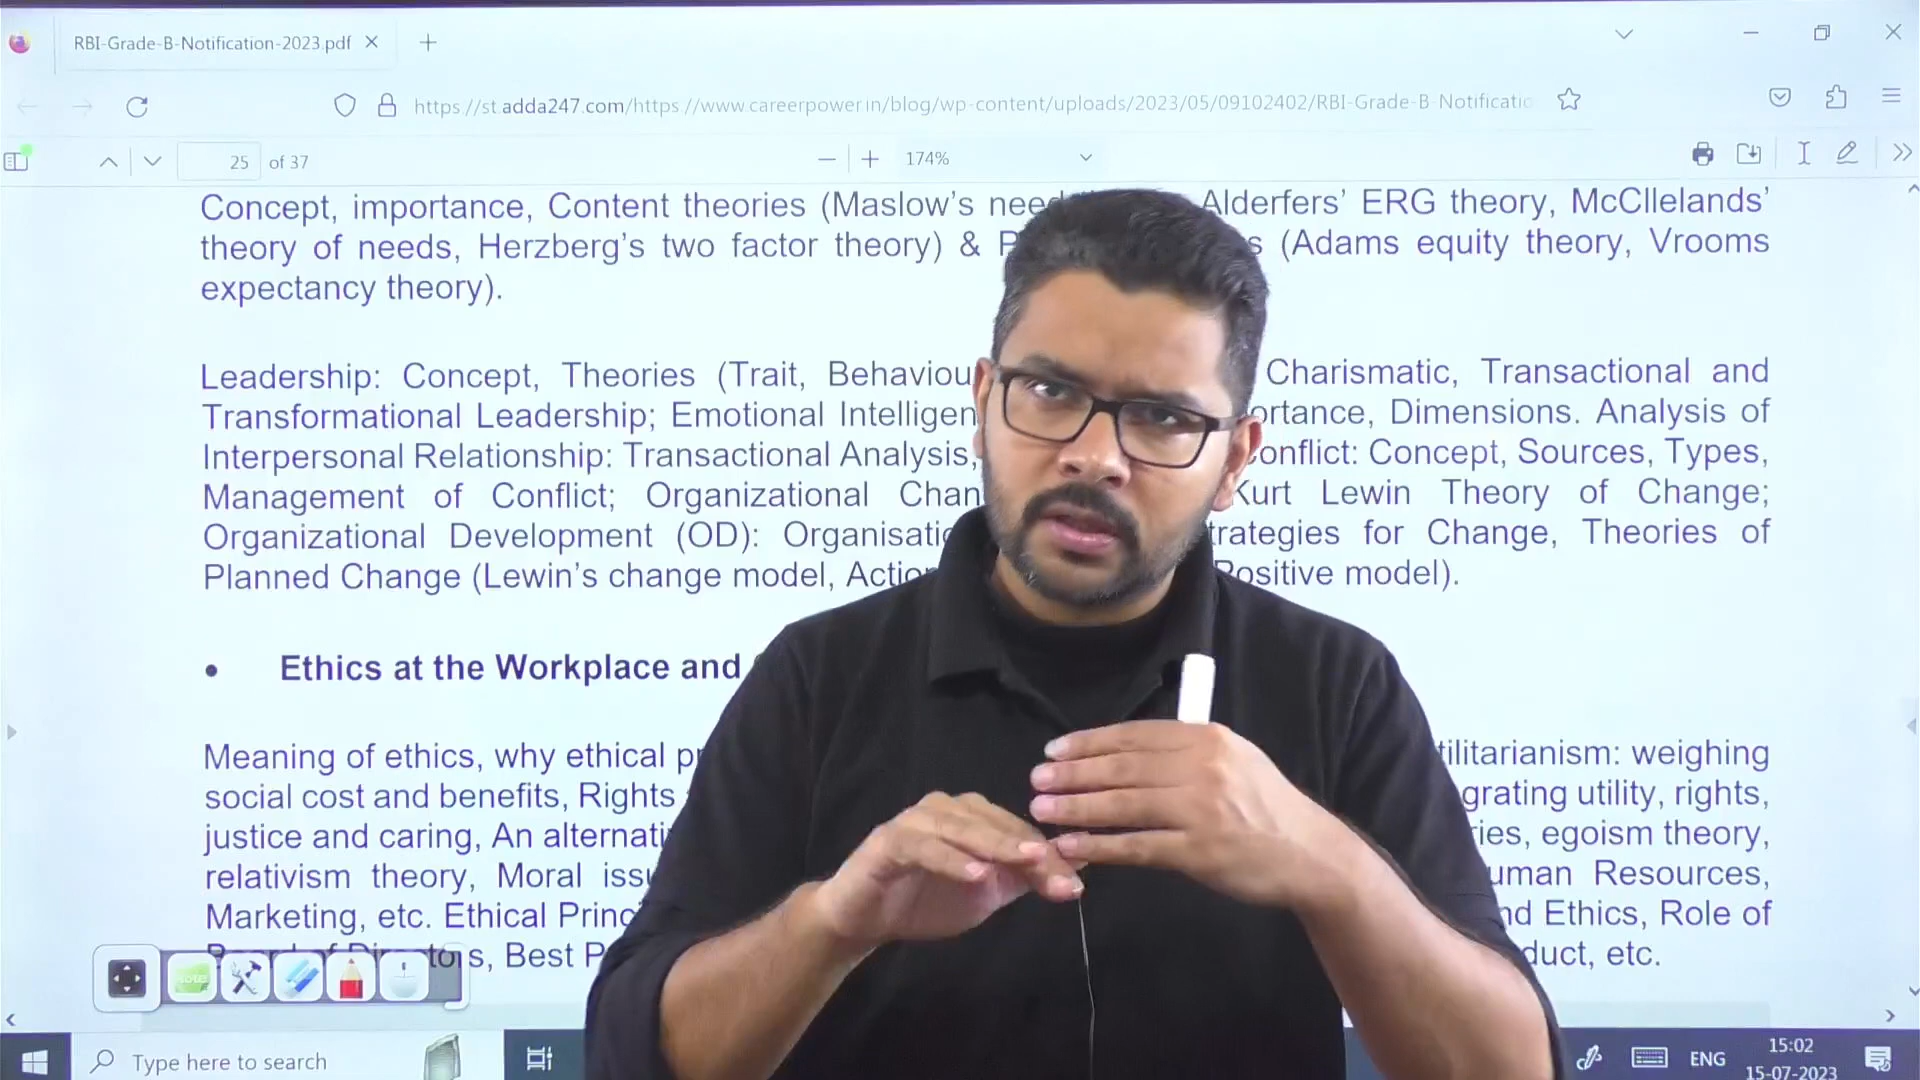 RBI-Grade-B-Notification-2023.pdf
https://st.adda247.com/https://www.careerpower.in/blog/wp-content/uploads/2023/05/09102402/RBI-Grade-B-Notificatio
25 of 37 174%
Concept, importance, Content theories (Maslow's need Alderfers' ERG theory, McCllelands'
theory of needs, Herzberg's two factor theory) & P s (Adams equity theory, Vrooms
expectancy theory).
Leadership: Concept, Theories (Trait, Behaviou Charismatic, Transactional and
Transformational Leadership; Emotional Intelligen ortance, Dimensions. Analysis of
Interpersonal Relationship: Transactional Analysis, onflict: Concept, Sources, Types,
Management of Conflict; Organizational Chan Kurt Lewin Theory of Change;
Organizational Development (OD): Organisatio trategies for Change, Theories of
Planned Change (Lewin's change model, Action Positive model).
• Ethics at the Workplace and
Meaning of ethics, why ethical p tilitarianism: weighing
social cost and benefits, Rights grating utility, rights,
justice and caring, An alternati ries, egoism theory,
relativism theory, Moral issu uman Resources,
Marketing, etc. Ethical Princ nd Ethics, Role of
Board of Directors, Best P duct, etc.
note
Type here to search
ENG
15:02
15-07-2023